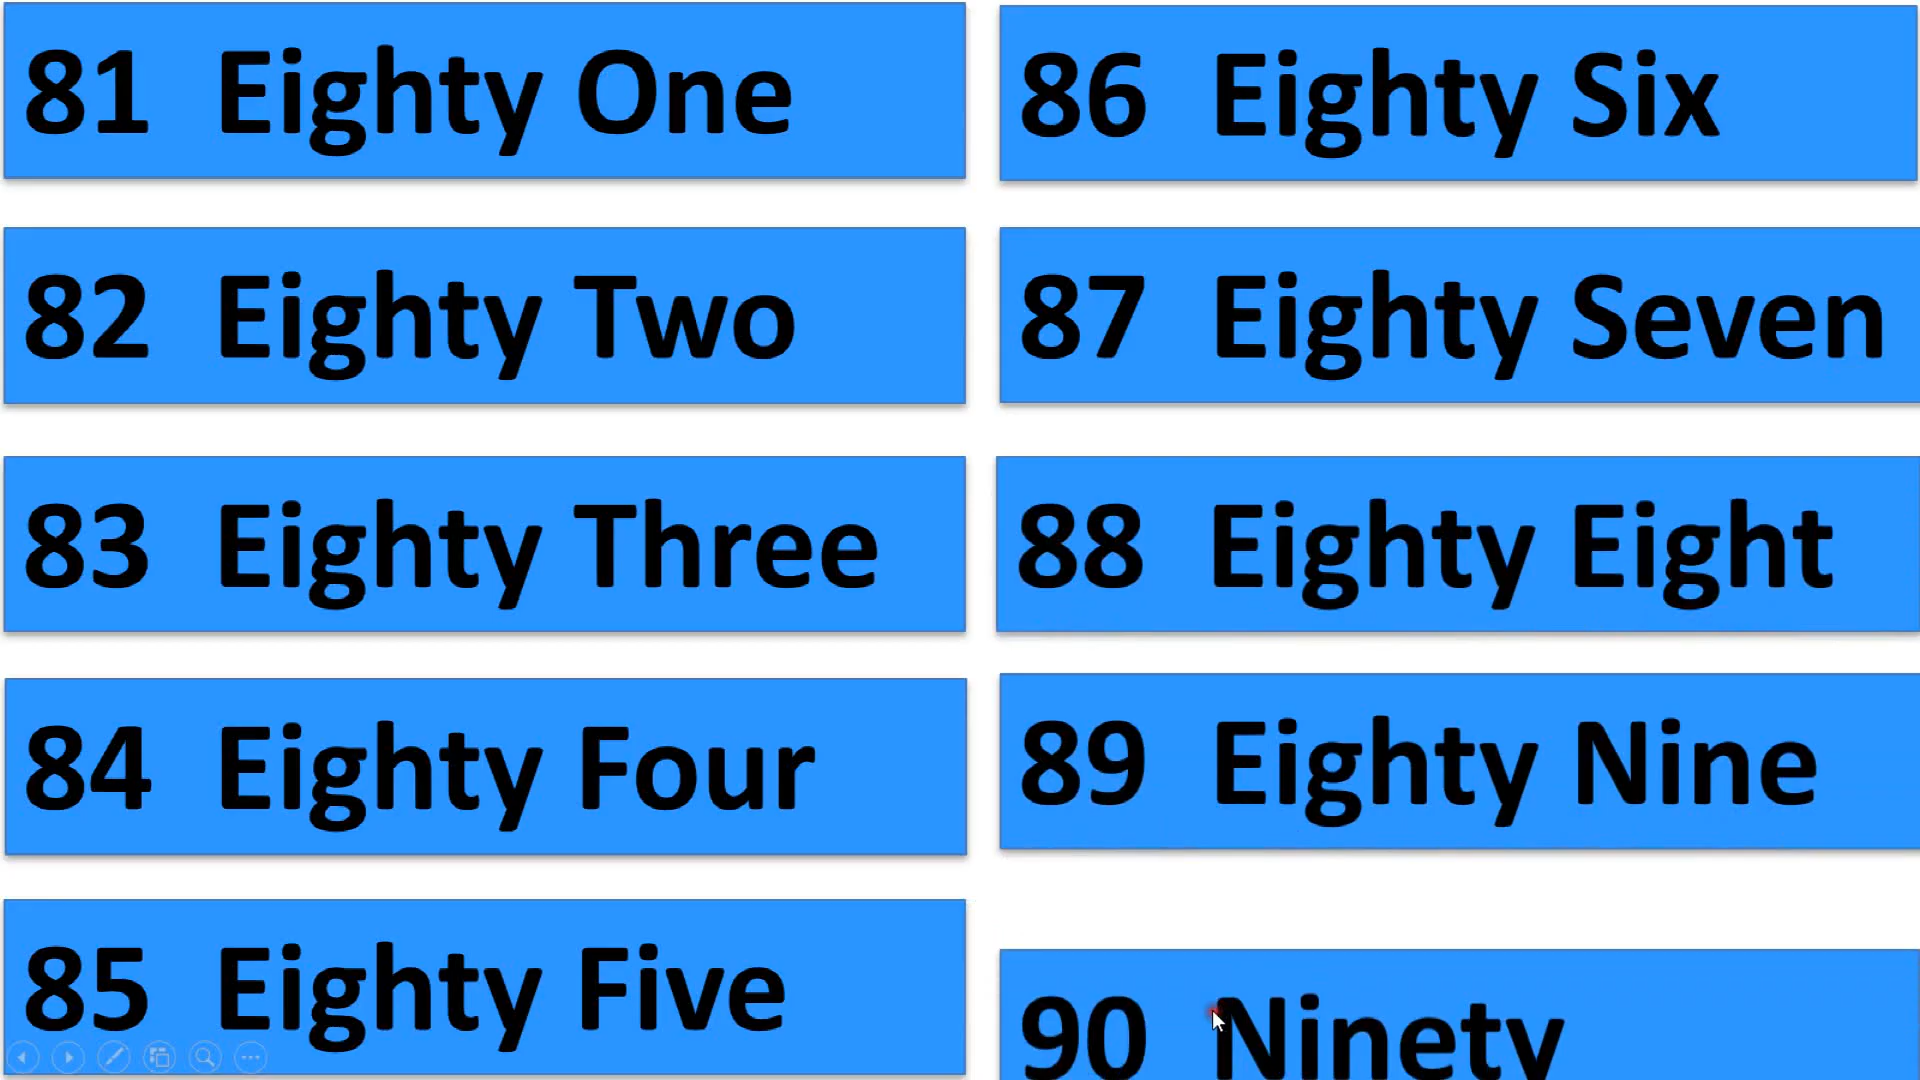 81 Eighty One
82 Eighty Two
83 Eighty Three
84 Eighty Four
85 Eighty Five
86 Eighty Six
87 Eighty Seven
88 Eighty Eight
89 Eighty Nine
90 Ninety